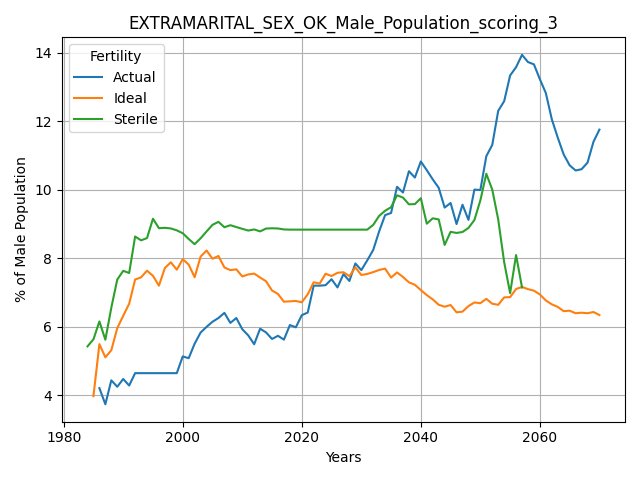 EXTRAMARITAL_SEX_OK_Male_Population_scoring_3
Fertility
Actual
Ideal
Sterile
% of Male Population
14
12
10
8
6
4
1980 2000 2020 2040 2060
Years